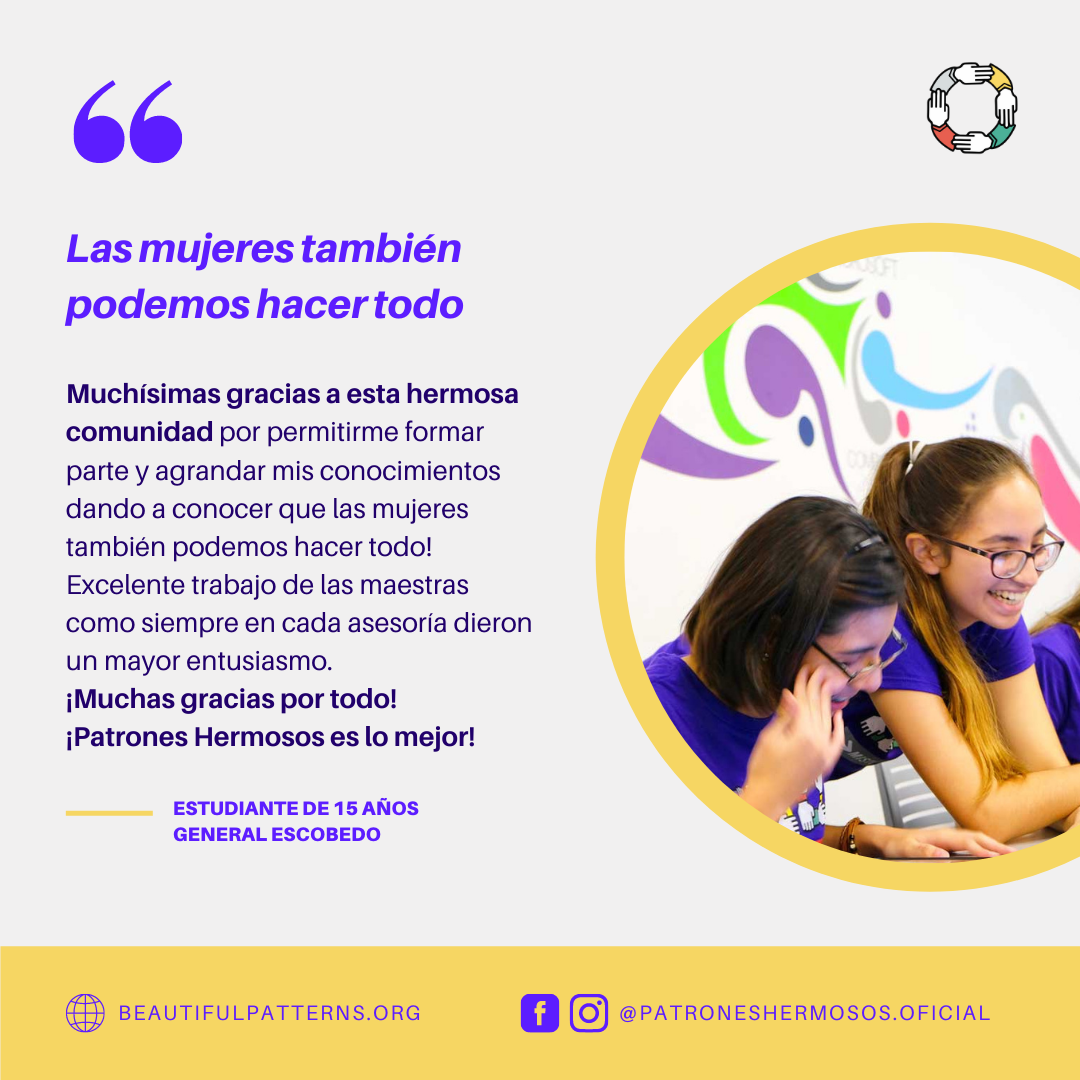 Las mujeres también
podemos hacer todo
Muchísimas gracias a esta hermosa
comunidad por permitirme formar
parte y agrandar mis conocimientos
dando a conocer que las mujeres
también podemos hacer todo!
Excelente trabajo de las maestras
como siempre en cada asesoría dieron
un mayor entusiasmo.
¡Muchas gracias por todo!
¡Patrones Hermosos es lo mejor!
ESTUDIANTE DE 15 AÑOS
GENERAL ESCOBEDO
BEAUTIFULPATTERNS.ORG
@PATRONESHERMOSOS.OFICIAL